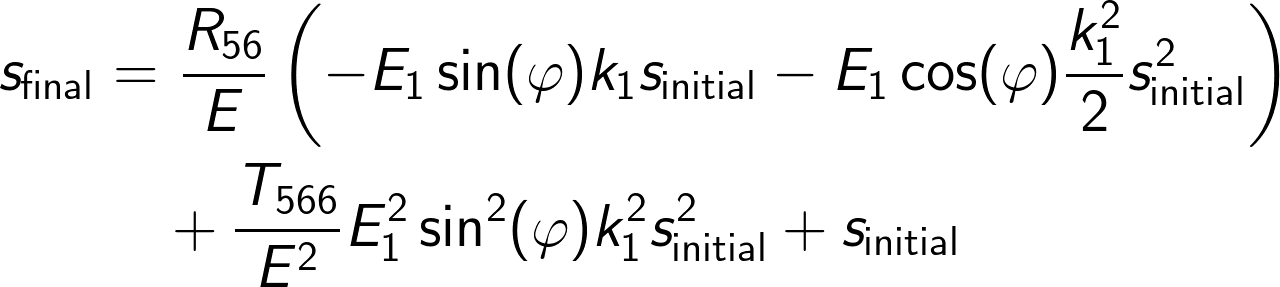 s_final = R_56/E (−E_1 sin(φ)k_1 s_initial − E_1 cos(φ) k_1^2/2 s_initial^2)
+ T_566/E^2 E_1^2 sin^2(φ)k_1^2 s_initial^2 + s_initial